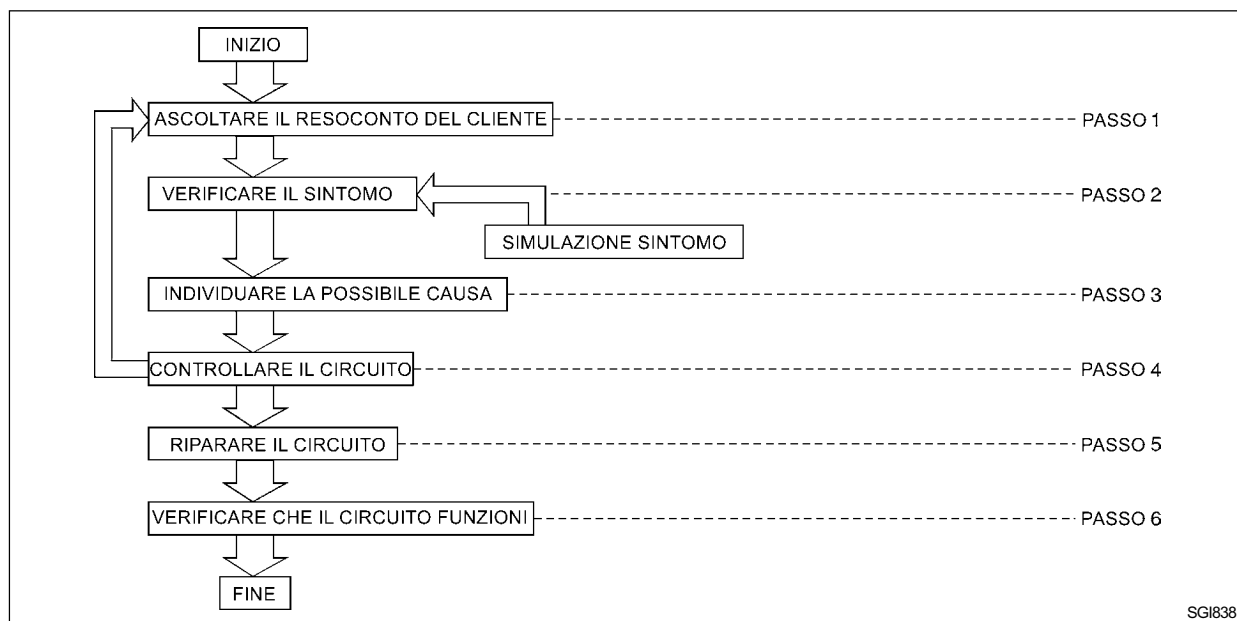 INIZIO
ASCOLTARE IL RESOCONTO DEL CLIENTE
PASSO 1
VERIFICARE IL SINTOMO
PASSO 2
SIMULAZIONE SINTOMO
INDIVIDUARE LA POSSIBILE CAUSA
PASSO 3
CONTROLLARE IL CIRCUITO
PASSO 4
RIPARARE IL CIRCUITO
PASSO 5
VERIFICARE CHE IL CIRCUITO FUNZIONI
PASSO 6
FINE
SGI838